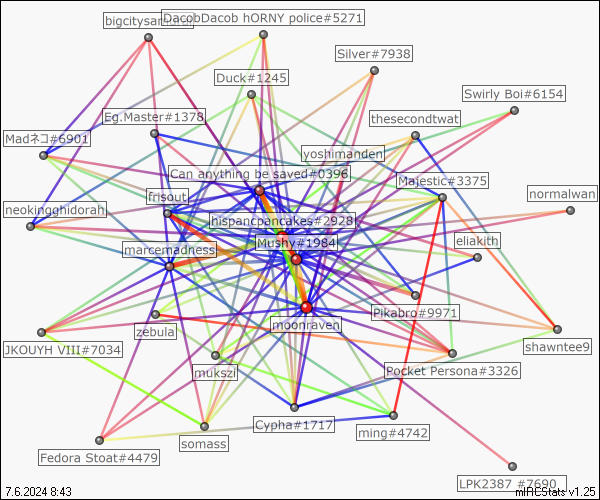 bigcitysam
DacobDacob hORNY police#5271
Silver#7938
Duck#1245
Swirly Boi#6154
Eg.Master#1378
thesecondtwat
Madネコ#6901
yoshimanden
Can anything be saved#0396
Majestic#3375
frisout
normalwan
neokingghidorah
hispancpancakes#2928
Mushy#1984
eliakith
marcemadness
Pikabro#9971
zebula
moonraven
JKOUYH VIII#7034
shawntee9
mukszi
Pocket Persona#3326
Cypha#1717
ming#4742
somass
Fedora Stoat#4479
LPK2387 #7690
7.6.2024 8:43
mIRCStats v1.25